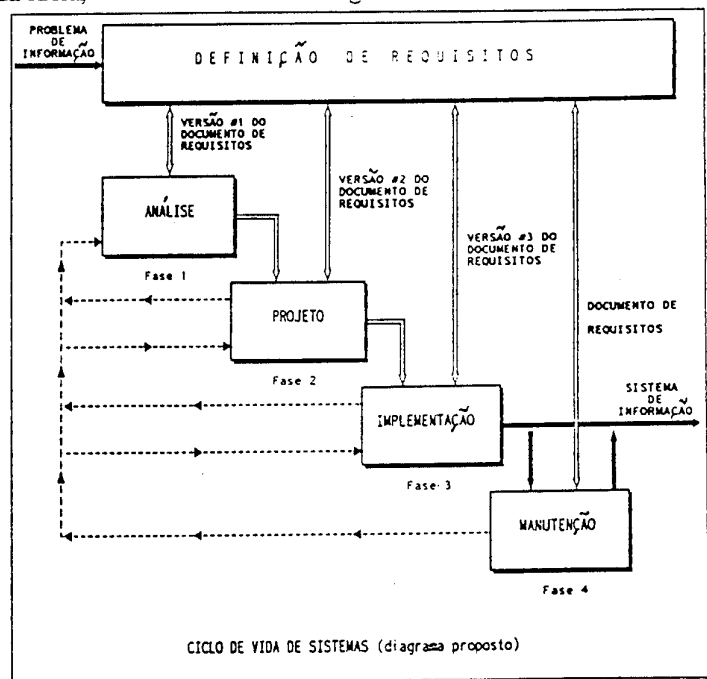 PROBLEMA
DE
INFORMAÇÃO
DEFINIÇÃO DE REQUISITOS
VERSÃO #1 DO
DOCUMENTO DE
REQUISITOS
VERSÃO #2 DO
DOCUMENTO DE
REQUISITOS
VERSÃO #3 DO
DOCUMENTO DE
REQUISITOS
ANÁLISE
Fase 1
PROJETO
Fase 2
DOCUMENTO DE
REQUISITOS
SISTEMA
DE
INFORMAÇÃO
IMPLEMENTAÇÃO
Fase 3
MANUTENÇÃO
Fase 4
CICLO DE VIDA DE SISTEMAS (diagrama proposto)